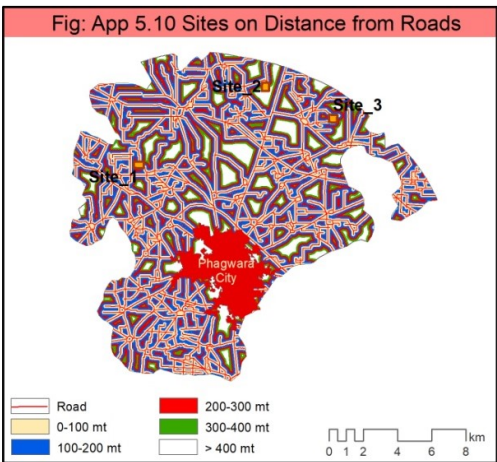 Fig: App 5.10 Sites on Distance from Roads
Site_2
Site_3
Site_1
Phagwara
City
Road
0-100 mt
100-200 mt
200-300 mt
300-400 mt
> 400 mt
km
0 1 2 4 6 8